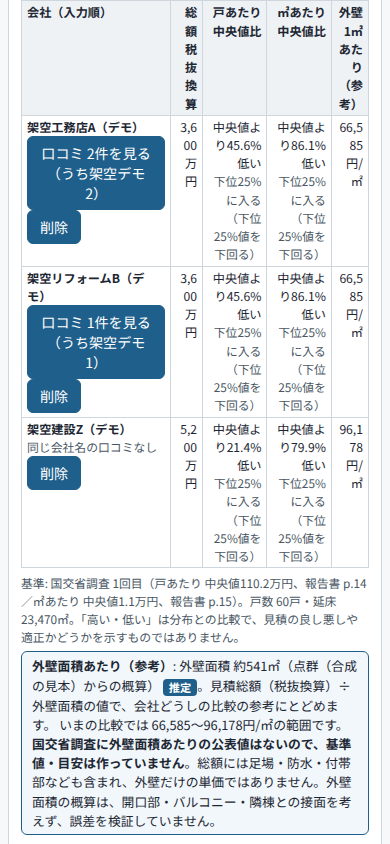 会社（入力順）
総額税抜換算
戸あたり中央値比
㎡あたり中央値比
外壁1㎡あたり（参考）
架空工務店A（デモ）
口コミ 2件を見る
（うち架空デモ
2）
削除
3,6
00
万
円
中央値よ
り45.6%
低い
下位25%
に入る
（下位
25%値を
下回る）
中央値よ
り86.1%
低い
下位25%
に入る
（下位
25%値を
下回る）
66,5
85
円/
㎡
架空リフォームB（デ
モ）
口コミ 1件を見る
（うち架空デモ
1）
削除
3,6
00
万
円
中央値よ
り45.6%
低い
下位25%
に入る
（下位
25%値を
下回る）
中央値よ
り86.1%
低い
下位25%
に入る
（下位
25%値を
下回る）
66,5
85
円/
㎡
架空建設Z（デモ）
同じ会社名の口コミなし
削除
5,2
00
万
円
中央値よ
り21.4%
低い
下位25%
に入る
（下位
25%値を
下回る）
中央値よ
り79.9%
低い
下位25%
に入る
（下位
25%値を
下回る）
96,1
78
円/
㎡
基準: 国交省調査 1回目（戸あたり 中央値110.2万円、報告書 p.14
／㎡あたり 中央値1.1万円、報告書 p.15）。戸数 60戸・延床
23,470㎡。「高い・低い」は分布との比較で、見積の良し悪しや
適正かどうかを示すものではありません。
外壁面積あたり（参考）: 外壁面積 約541㎡（点群（合成
の見本）からの概算） 推定 。見積総額（税抜換算）÷
外壁面積の値で、会社どうしの比較の参考にとどめま
す。 いまの比較では 66,585〜96,178円/㎡の範囲です。
国交省調査に外壁面積あたりの公表値はないので、基準
値・目安は作っていません。総額には足場・防水・付帯
部なども含まれ、外壁だけの単価ではありません。外壁
面積の概算は、開口部・バルコニー・隣棟との接面を考
えず、誤差を検証していません。